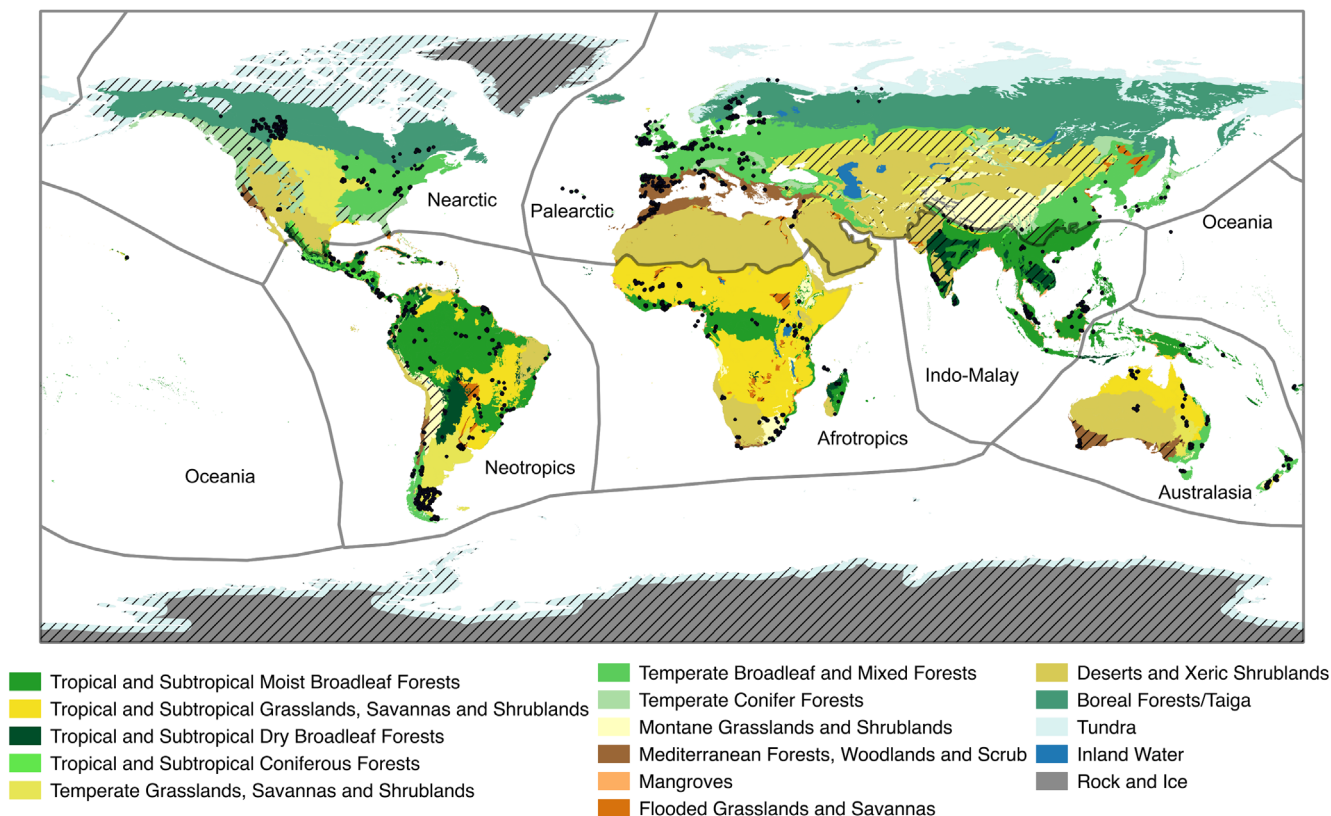 Nearctic
Palearctic
Oceania
Indo-Malay
Afrotropics
Neotropics
Oceania
Australasia
Tropical and Subtropical Moist Broadleaf Forests
Tropical and Subtropical Grasslands, Savannas and Shrublands
Tropical and Subtropical Dry Broadleaf Forests
Tropical and Subtropical Coniferous Forests
Temperate Grasslands, Savannas and Shrublands
Temperate Broadleaf and Mixed Forests
Temperate Conifer Forests
Montane Grasslands and Shrublands
Mediterranean Forests, Woodlands and Scrub
Mangroves
Flooded Grasslands and Savannas
Deserts and Xeric Shrublands
Boreal Forests/Taiga
Tundra
Inland Water
Rock and Ice